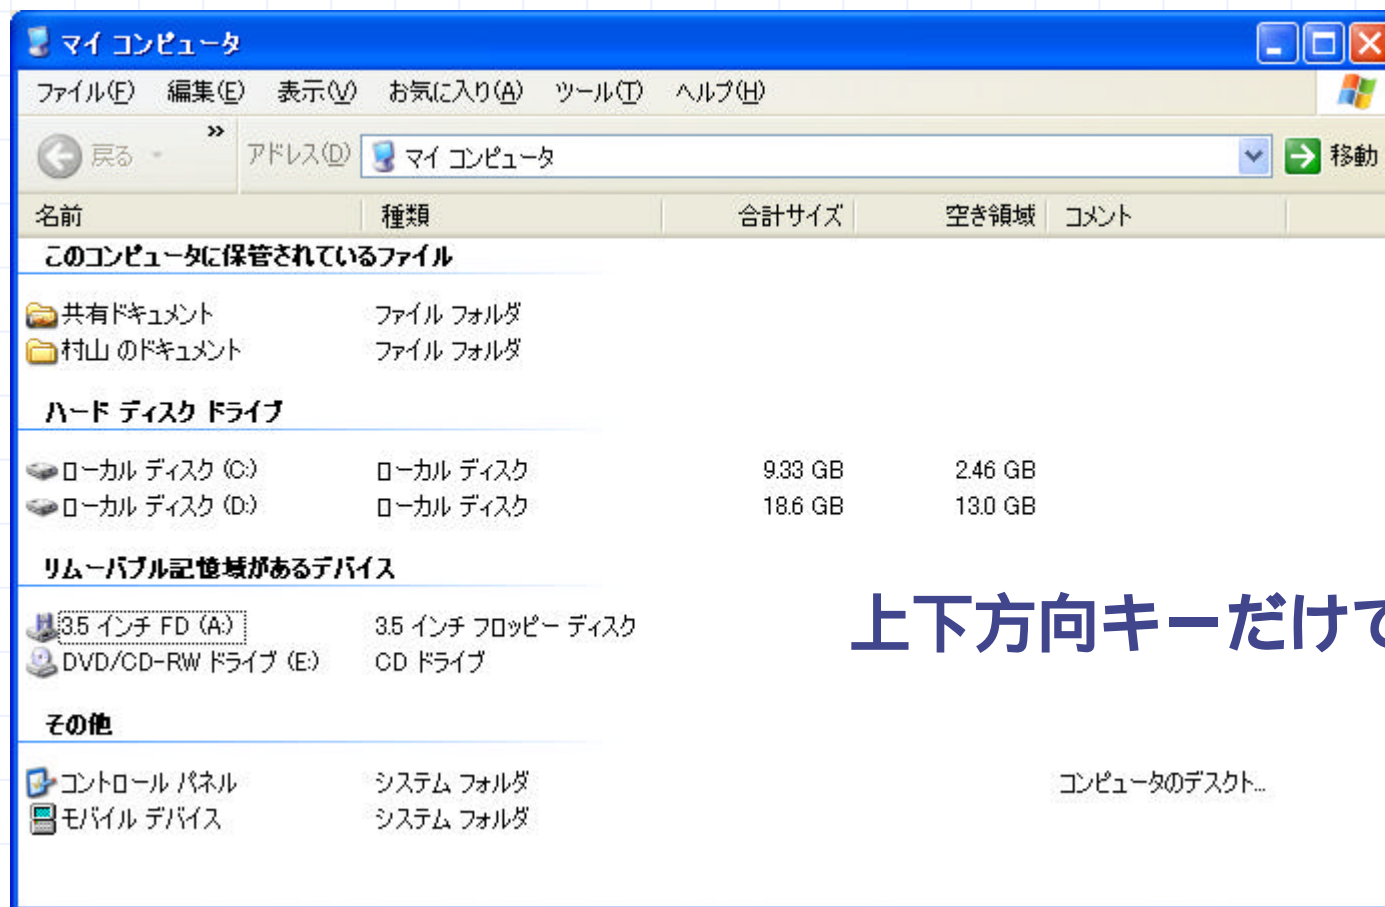 マイ コンピュータ
ファイル(F) 編集(E) 表示(V) お気に入り(A) ツール(T) ヘルプ(H)
戻る » アドレス(D) マイ コンピュータ 移動
名前 種類 合計サイズ 空き領域 コメント
このコンピュータに保管されているファイル
共有ドキュメント ファイル フォルダ
村山 のドキュメント ファイル フォルダ
ハード ディスク ドライブ
ローカル ディスク (C:) ローカル ディスク 9.33 GB 2.46 GB
ローカル ディスク (D:) ローカル ディスク 18.6 GB 13.0 GB
リムーバブル記憶域があるデバイス
3.5 インチ FD (A:) 3.5 インチ フロッピー ディスク
上下方向キーだけで
DVD/CD-RW ドライブ (E:) CD ドライブ
その他
コントロール パネル システム フォルダ コンピュータのデスクト...
モバイル デバイス システム フォルダ